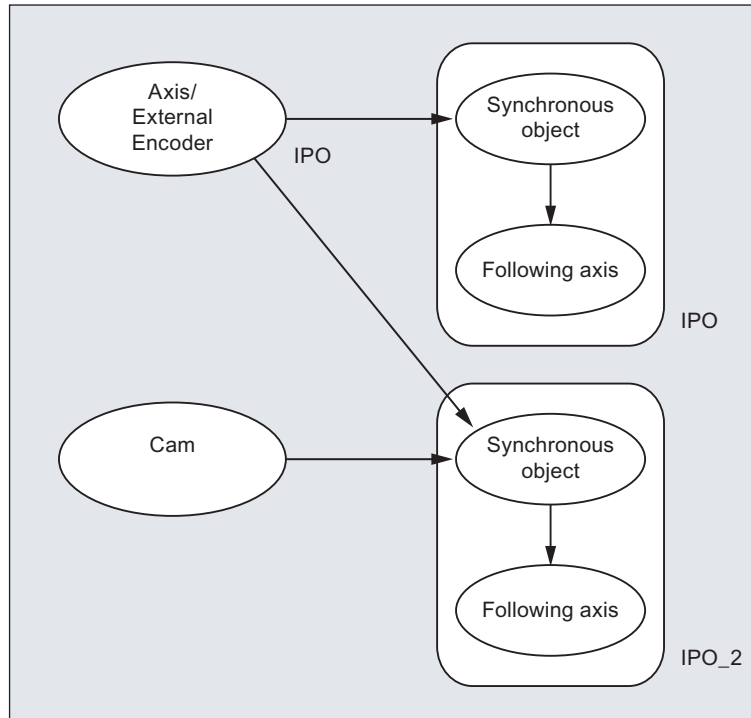 Axis/
External
Encoder
IPO
Synchronous
object
Following axis
IPO
Cam
Synchronous
object
Following axis
IPO_2